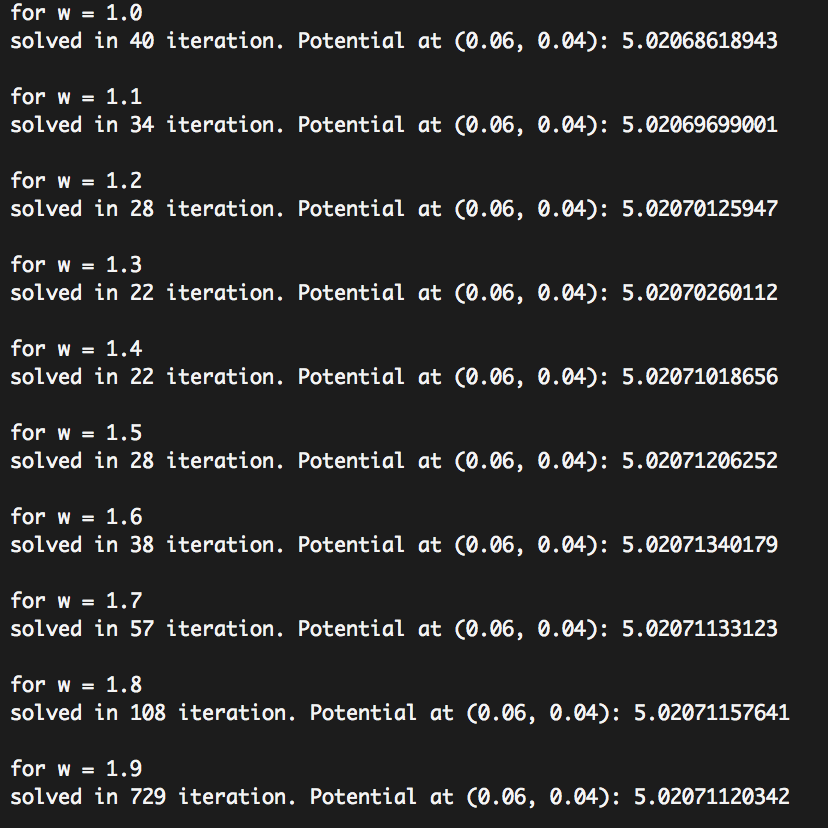 for w = 1.0
solved in 40 iteration. Potential at (0.06, 0.04): 5.02068618943
for w = 1.1
solved in 34 iteration. Potential at (0.06, 0.04): 5.02069699001
for w = 1.2
solved in 28 iteration. Potential at (0.06, 0.04): 5.02070125947
for w = 1.3
solved in 22 iteration. Potential at (0.06, 0.04): 5.02070260112
for w = 1.4
solved in 22 iteration. Potential at (0.06, 0.04): 5.02071018656
for w = 1.5
solved in 28 iteration. Potential at (0.06, 0.04): 5.02071206252
for w = 1.6
solved in 38 iteration. Potential at (0.06, 0.04): 5.02071340179
for w = 1.7
solved in 57 iteration. Potential at (0.06, 0.04): 5.02071133123
for w = 1.8
solved in 108 iteration. Potential at (0.06, 0.04): 5.02071157641
for w = 1.9
solved in 729 iteration. Potential at (0.06, 0.04): 5.02071120342